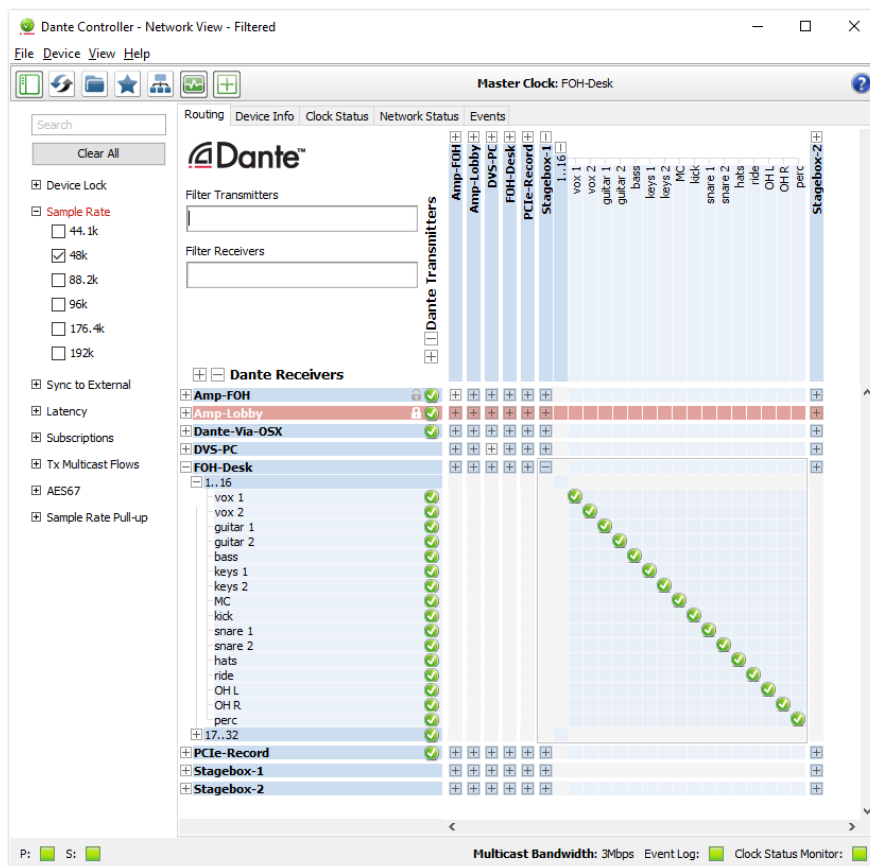 Dante Controller - Network View - Filtered
File Device View Help
Master Clock: FOH-Desk
?
Search
Clear All
Device Lock
Sample Rate
44.1k
48k
88.2k
96k
176.4k
192k
Sync to External
Latency
Subscriptions
Tx Multicast Flows
AES67
Sample Rate Pull-up
Routing Device Info Clock Status Network Status Events
Dante™
Filter Transmitters
Filter Receivers
Dante Transmitters
Amp-FOH
Amp-Lobby
DVS-PC
FOH-Desk
PCIe-Record
Stagebox-1
1..16
vox 1
vox 2
guitar 1
guitar 2
bass
keys 1
keys 2
MC
kick
snare 1
snare 2
hats
ride
OH L
OH R
perc
Stagebox-2
Dante Receivers
Amp-FOH
Amp-Lobby
Dante-Via-OSX
DVS-PC
FOH-Desk
1..16
vox 1
vox 2
guitar 1
guitar 2
bass
keys 1
keys 2
MC
kick
snare 1
snare 2
hats
ride
OH L
OH R
perc
17..32
PCIe-Record
Stagebox-1
Stagebox-2
P: S: Multicast Bandwidth: 3Mbps Event Log: Clock Status Monitor: